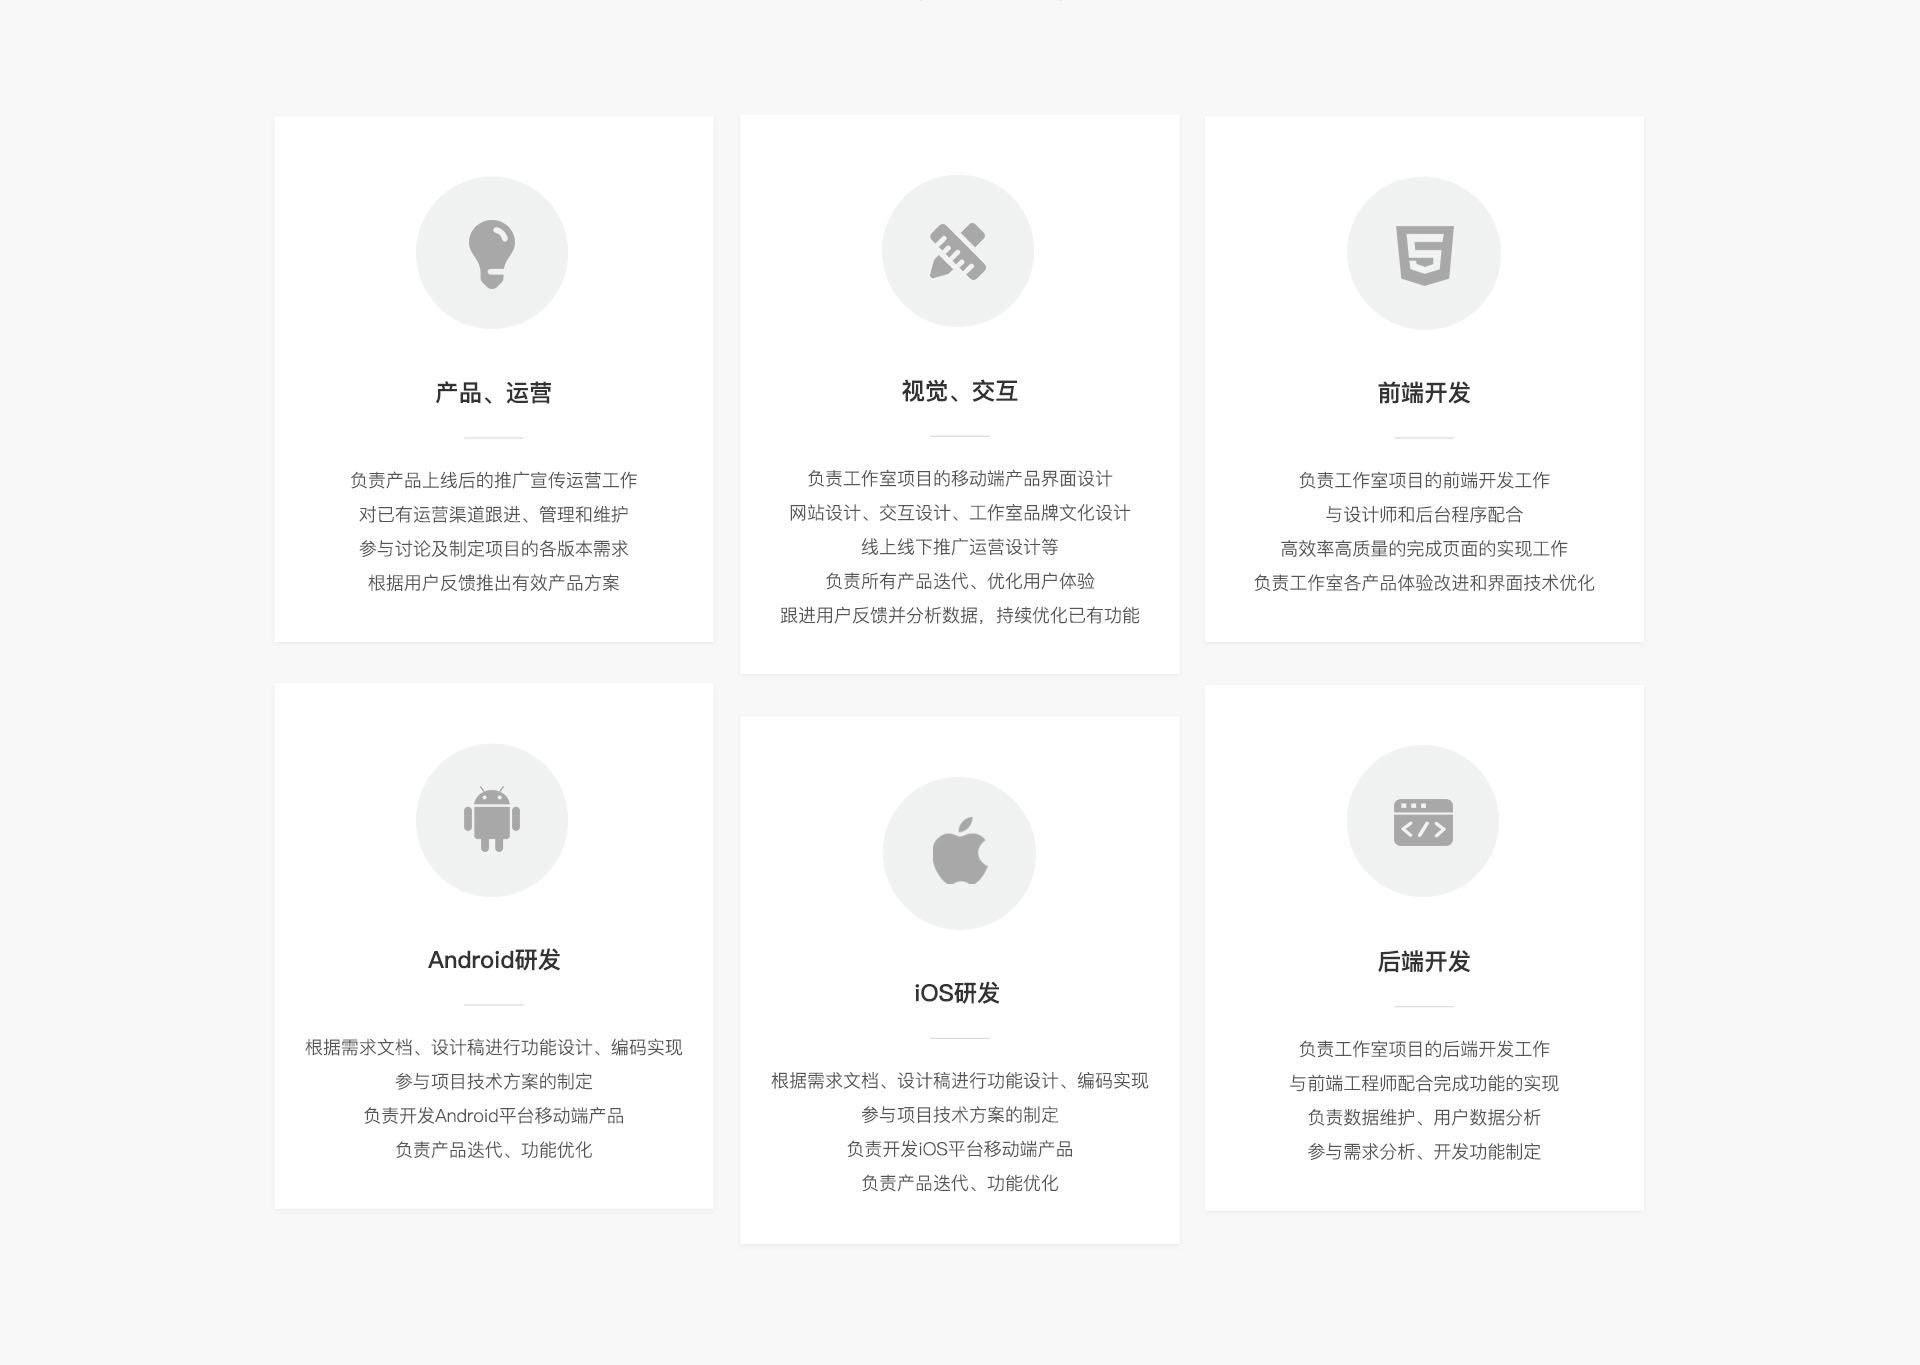 产品、运营
负责产品上线后的推广宣传运营工作
对已有运营渠道跟进、管理和维护
参与讨论及制定项目的各版本需求
根据用户反馈推出有效产品方案
视觉、交互
负责工作室项目的移动端产品界面设计
网站设计、交互设计、工作室品牌文化设计
线上线下推广运营设计等
负责所有产品迭代、优化用户体验
跟进用户反馈并分析数据，持续优化已有功能
前端开发
负责工作室项目的前端开发工作
与设计师和后台程序配合
高效率高质量的完成页面的实现工作
负责工作室各产品体验改进和界面技术优化
Android研发
根据需求文档、设计稿进行功能设计、编码实现
参与项目技术方案的制定
负责开发Android平台移动端产品
负责产品迭代、功能优化
iOS研发
根据需求文档、设计稿进行功能设计、编码实现
参与项目技术方案的制定
负责开发iOS平台移动端产品
负责产品迭代、功能优化
后端开发
负责工作室项目的后端开发工作
与前端工程师配合完成功能的实现
负责数据维护、用户数据分析
参与需求分析、开发功能制定